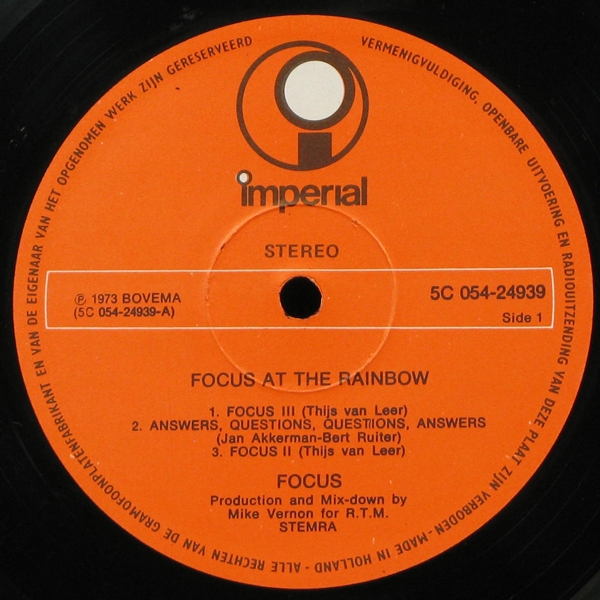 imperial
STEREO
℗ 1973 BOVEMA
(5C 054-24939-A)
5C 054-24939
Side 1
FOCUS AT THE RAINBOW
1. FOCUS III (Thijs van Leer)
2. ANSWERS, QUESTIONS, QUESTIONS, ANSWERS
(Jan Akkerman-Bert Ruiter)
3. FOCUS II (Thijs van Leer)
FOCUS
Production and Mix-down by
Mike Vernon for R.T.M.
STEMRA
ALLE RECHTEN VAN DE GRAMOFOONPLATENFABRIKANT EN VAN DE EIGENAAR VAN HET OPGENOMEN WERK ZIJN GERESERVEERD
VERMENIGVULDIGING, OPENBARE UITVOERING EN RADIOUITZENDING VAN DEZE PLAAT ZIJN VERBODEN - MADE IN HOLLAND -